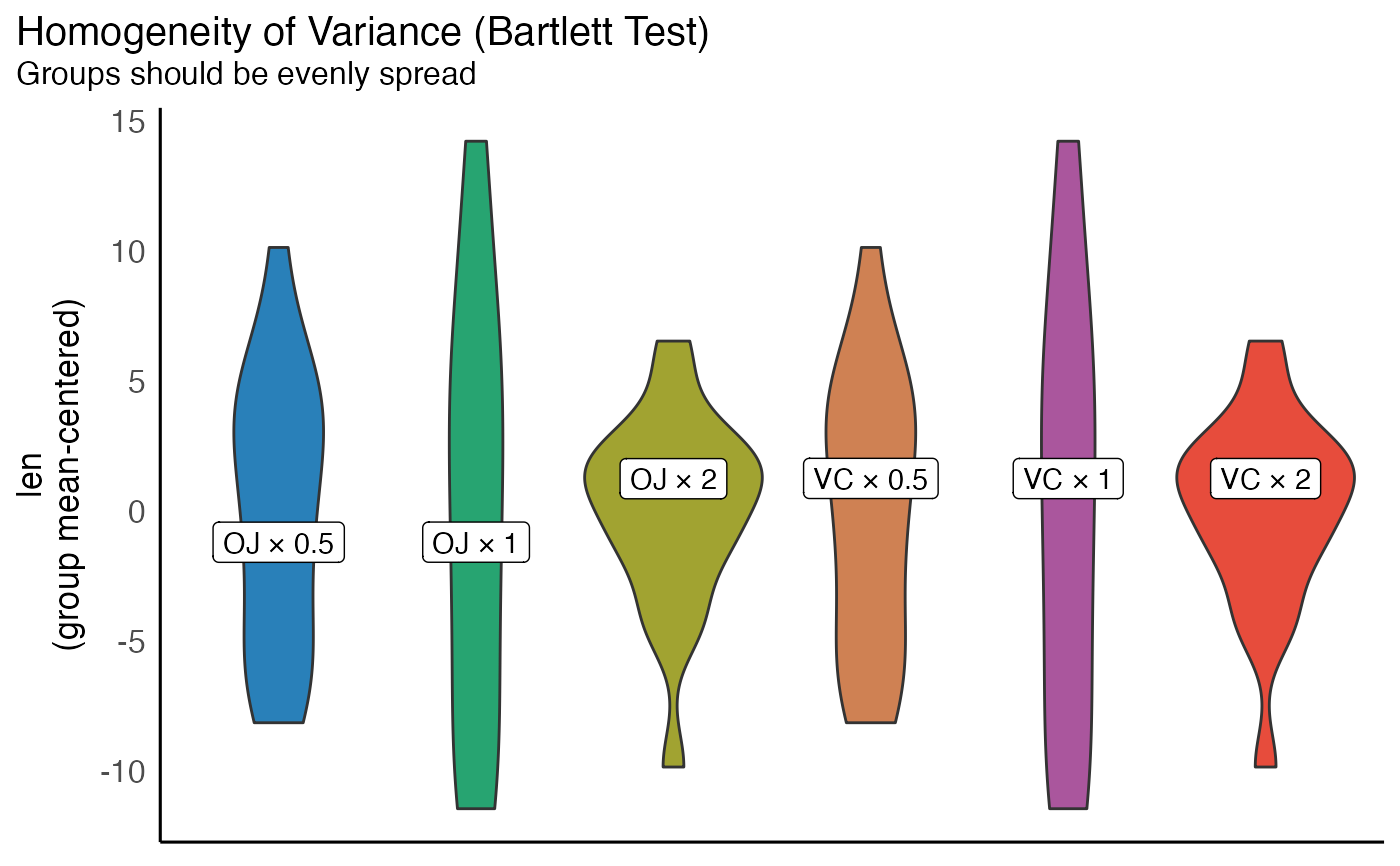 Homogeneity of Variance (Bartlett Test)
Groups should be evenly spread
15
10
5
0
-5
-10
len
(group mean-centered)
OJ × 0.5
OJ × 1
OJ × 2
VC × 0.5
VC × 1
VC × 2